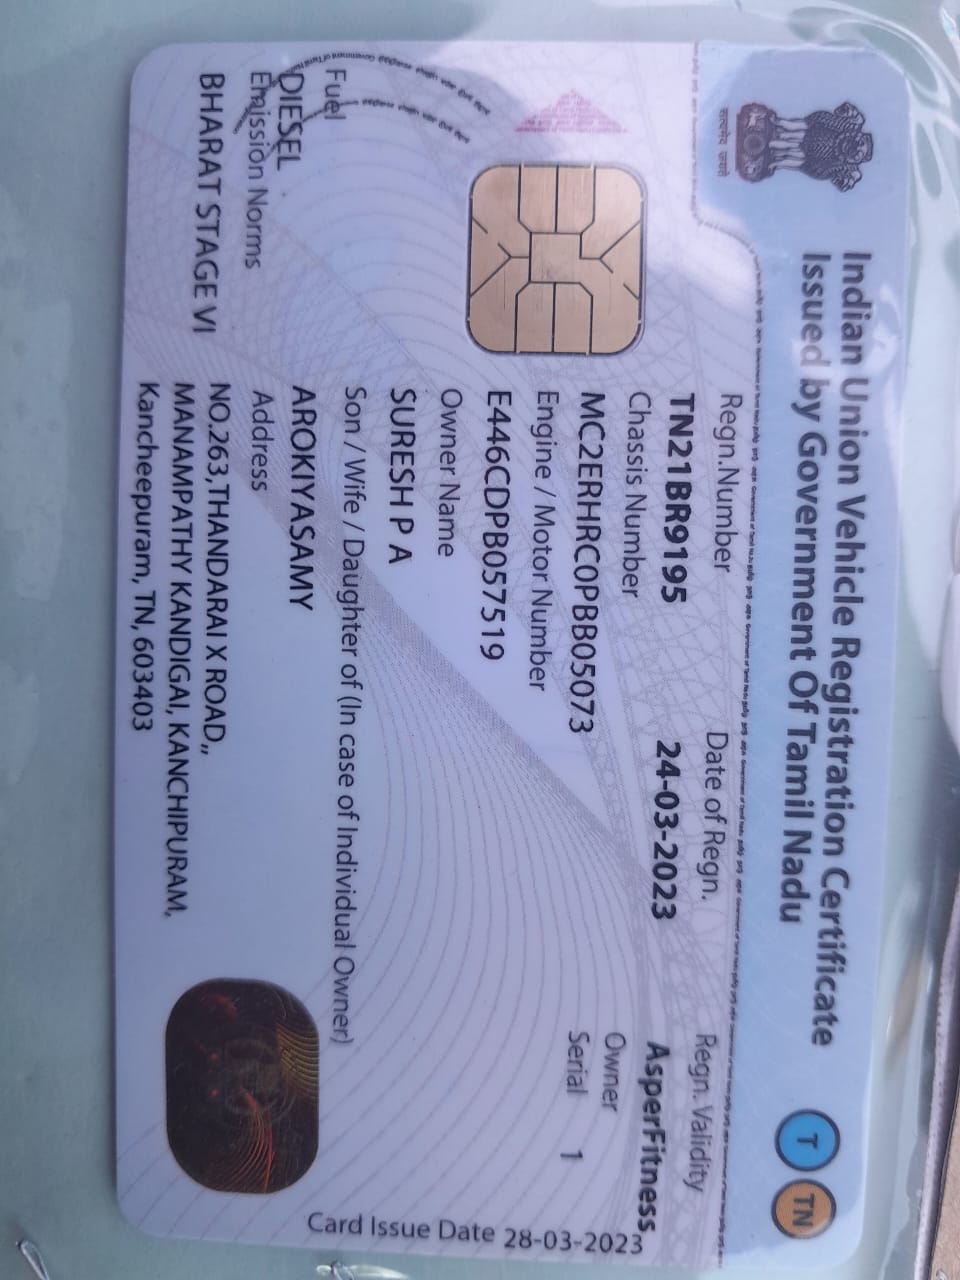 Indian Union Vehicle Registration Certificate
Issued by Government Of Tamil Nadu
T TN
सत्यमेव जयते
Regn.Number Date of Regn. Regn. Validity
TN21BR9195 24-03-2023 AsperFitness
Chassis Number Owner
MC2ERHRC0PBB05073 Serial 1
Engine / Motor Number
E446CDPB057519
Owner Name
SURESH P A
Son / Wife / Daughter of (In case of Individual Owner)
AROKIYASAMY
Fuel
DIESEL
Emission Norms
BHARAT STAGE VI
Address
NO.263,THANDARAI X ROAD,,
MANAMPATHY KANDIGAI, KANCHIPURAM,
Kancheepuram, TN, 603403
Card Issue Date 28-03-2023